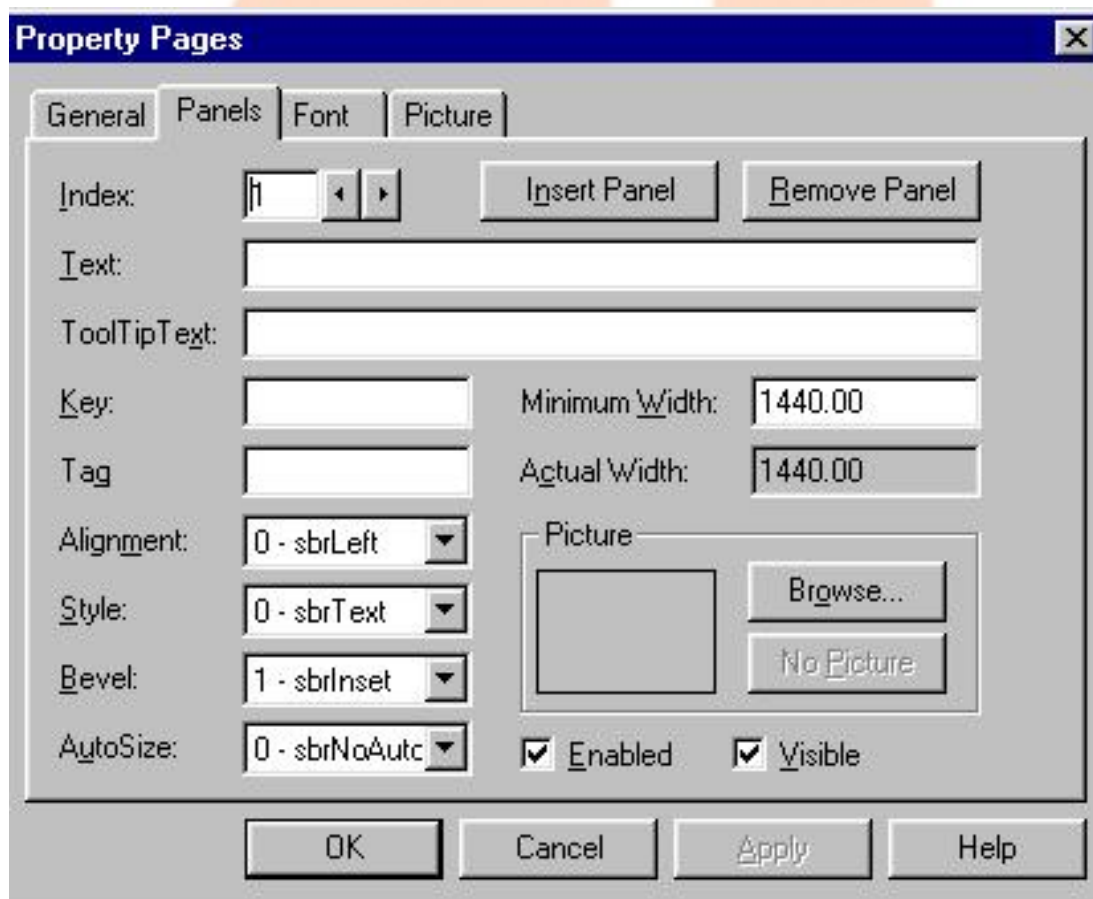 Property Pages
General Panels Font Picture
Index: 1 Insert Panel Remove Panel
Text:
ToolTipText:
Key: Minimum Width: 1440.00
Tag Actual Width: 1440.00
Alignment: 0 - sbrLeft Picture
Style: 0 - sbrText Browse...
Bevel: 1 - sbrInset No Picture
AutoSize: 0 - sbrNoAuto Enabled Visible
OK Cancel Apply Help